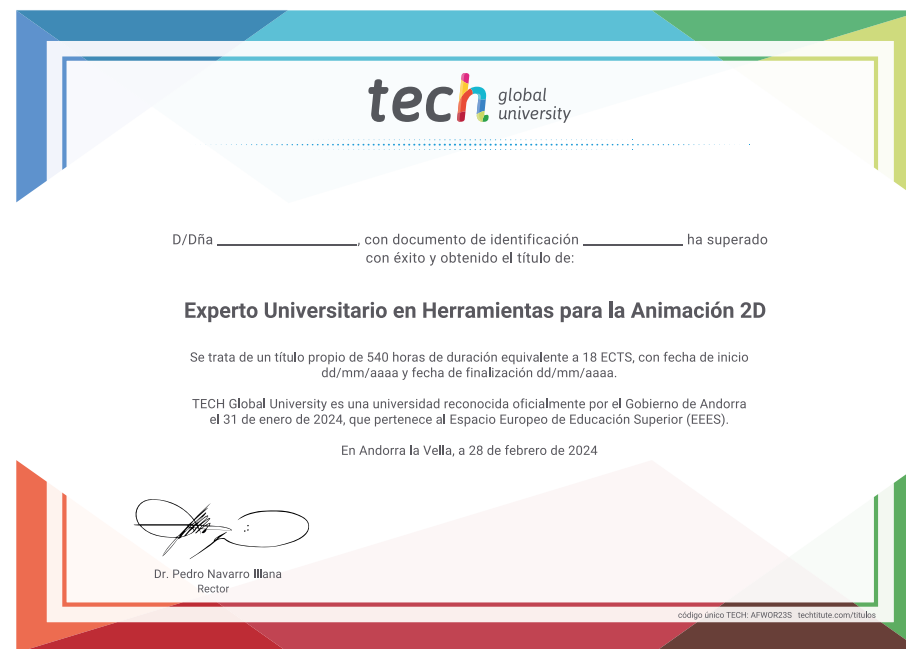 tech global university
D/Dña ____________________, con documento de identificación ______________ ha superado
con éxito y obtenido el título de:
Experto Universitario en Herramientas para la Animación 2D
Se trata de un título propio de 540 horas de duración equivalente a 18 ECTS, con fecha de inicio
dd/mm/aaaa y fecha de finalización dd/mm/aaaa.
TECH Global University es una universidad reconocida oficialmente por el Gobierno de Andorra
el 31 de enero de 2024, que pertenece al Espacio Europeo de Educación Superior (EEES).
En Andorra la Vella, a 28 de febrero de 2024
Dr. Pedro Navarro Illana
Rector
código único TECH: AFWOR23S techtitute.com/titulos